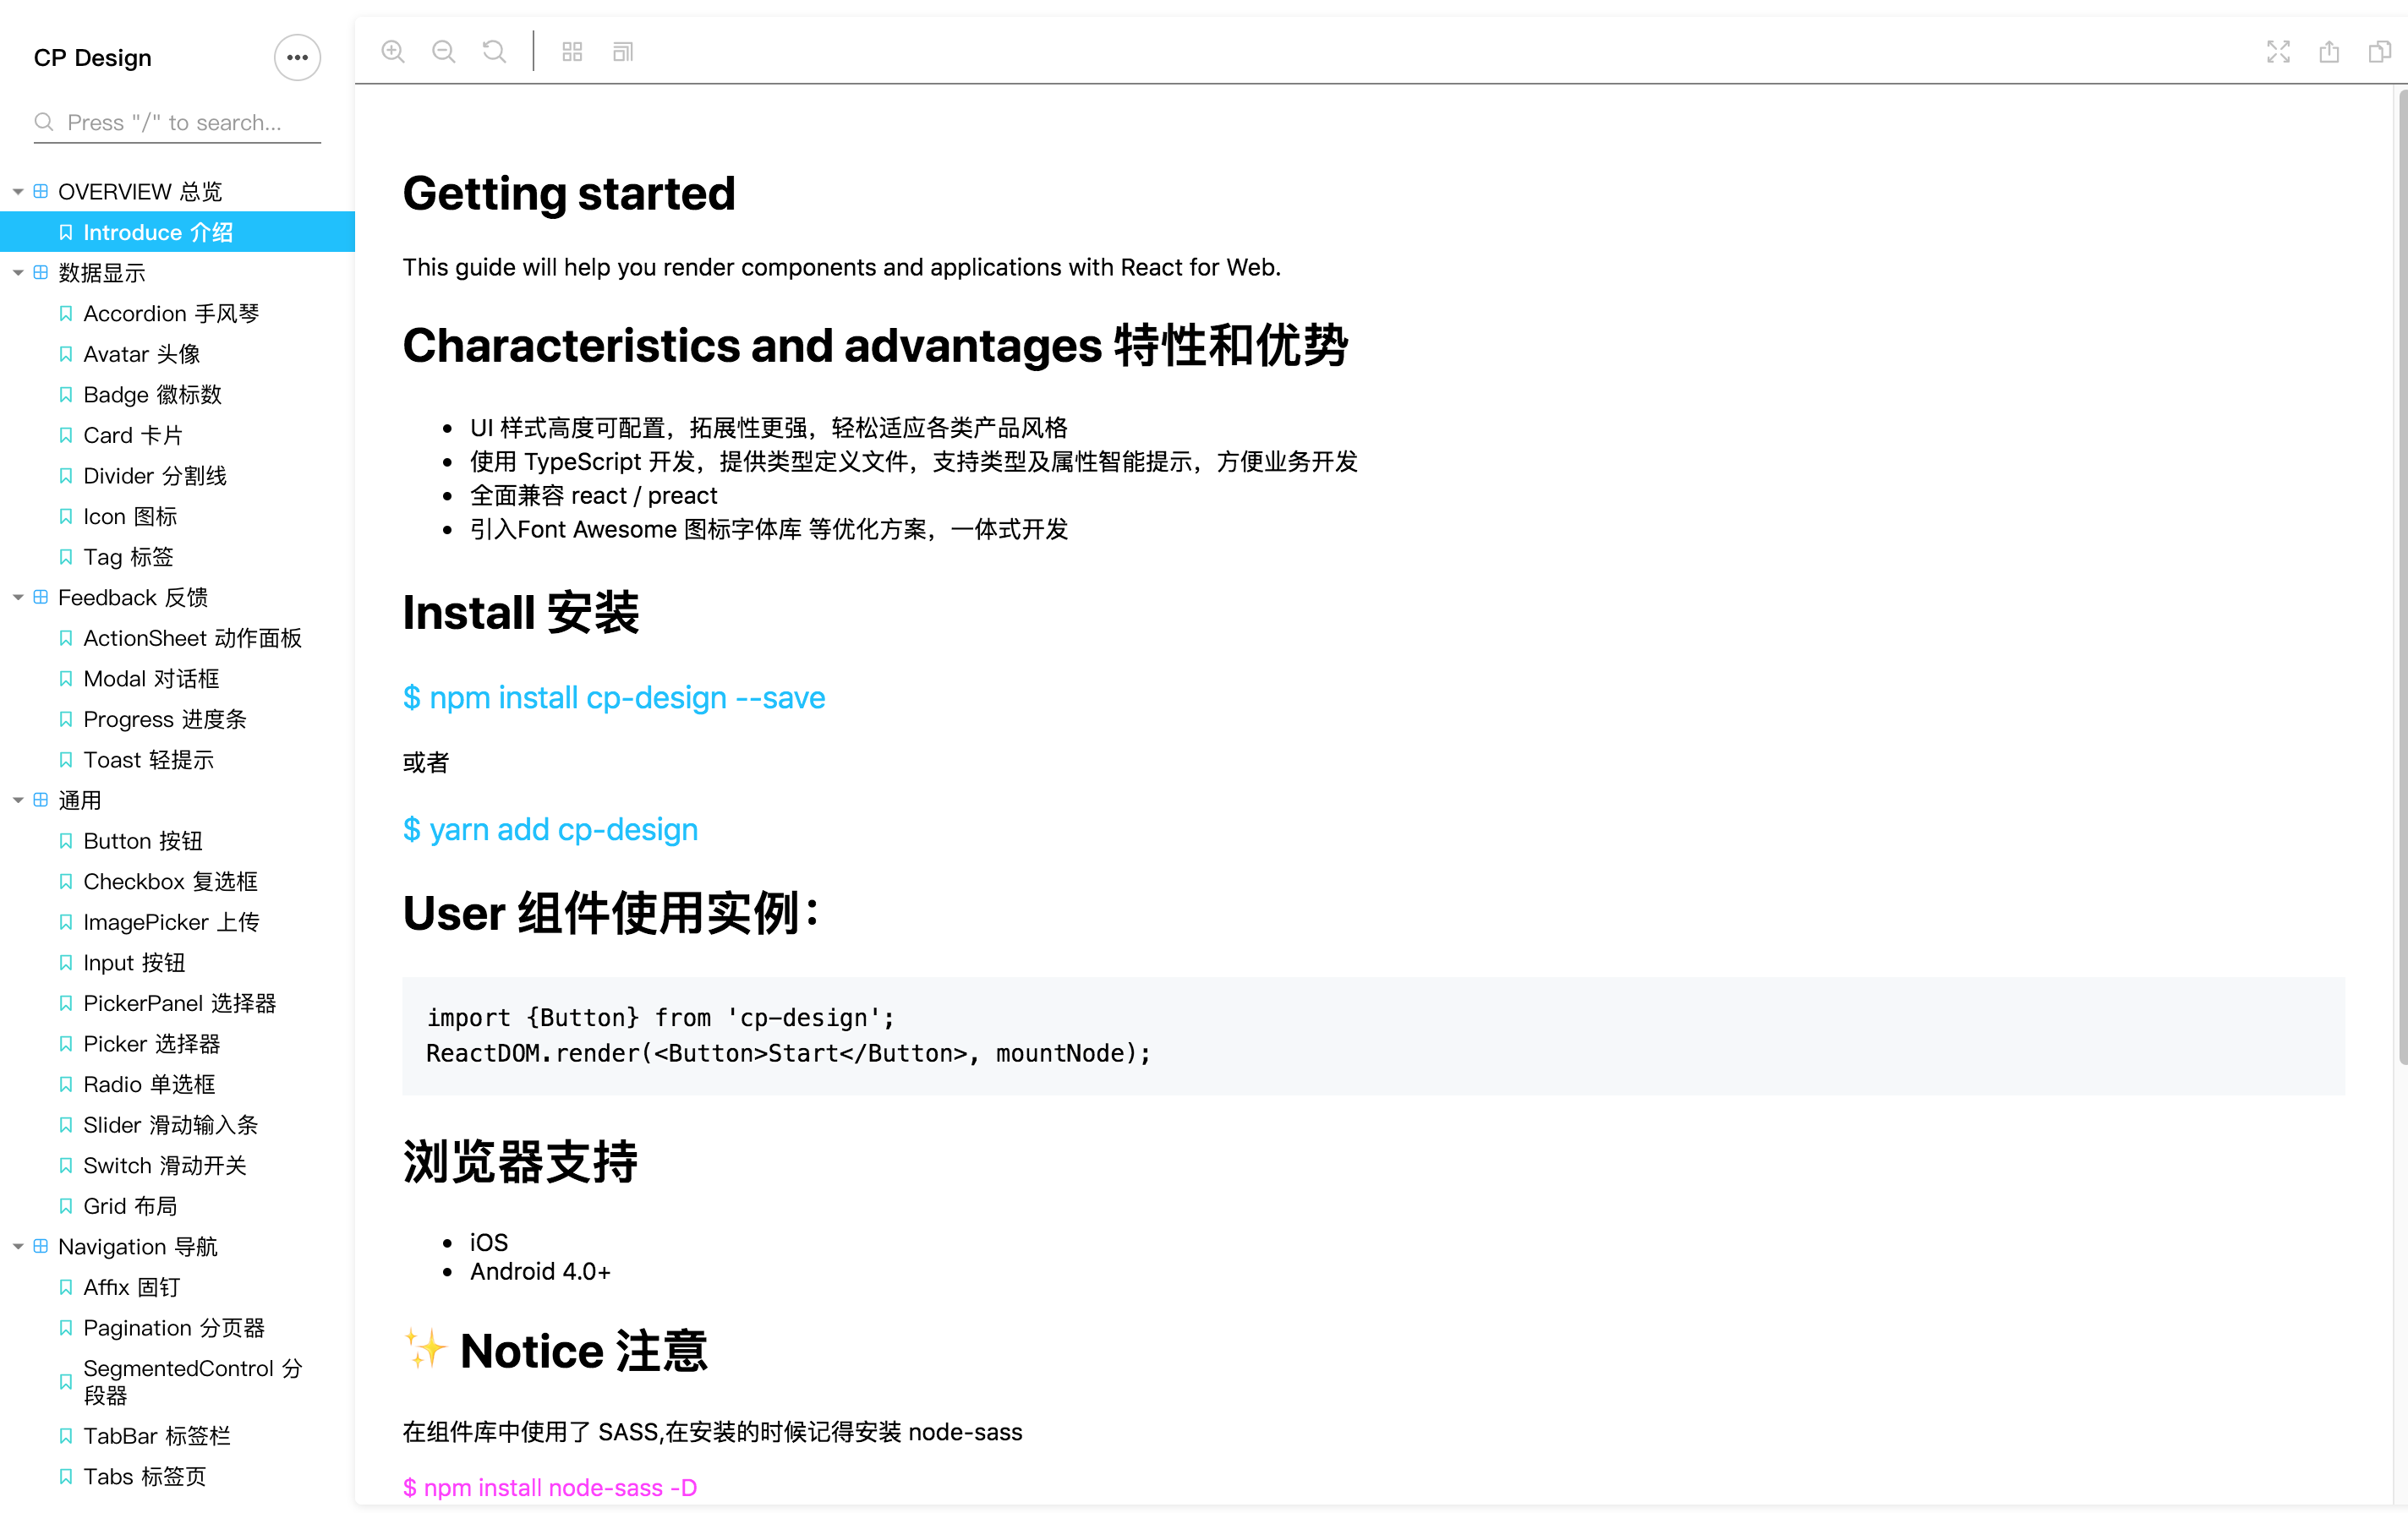 CP Design
Press "/" to search...
OVERVIEW 总览
Introduce 介绍
数据显示
Accordion 手风琴
Avatar 头像
Badge 徽标数
Card 卡片
Divider 分割线
Icon 图标
Tag 标签
Feedback 反馈
ActionSheet 动作面板
Modal 对话框
Progress 进度条
Toast 轻提示
通用
Button 按钮
Checkbox 复选框
ImagePicker 上传
Input 按钮
PickerPanel 选择器
Picker 选择器
Radio 单选框
Slider 滑动输入条
Switch 滑动开关
Grid 布局
Navigation 导航
Affix 固钉
Pagination 分页器
SegmentedControl 分
段器
TabBar 标签栏
Tabs 标签页
Getting started
This guide will help you render components and applications with React for Web.
Characteristics and advantages 特性和优势
• UI 样式高度可配置，拓展性更强，轻松适应各类产品风格
• 使用 TypeScript 开发，提供类型定义文件，支持类型及属性智能提示，方便业务开发
• 全面兼容 react / preact
• 引入Font Awesome 图标字体库 等优化方案，一体式开发
Install 安装
$ npm install cp-design --save
或者
$ yarn add cp-design
User 组件使用实例：
import {Button} from 'cp-design';
ReactDOM.render(<Button>Start</Button>, mountNode);
浏览器支持
• iOS
• Android 4.0+
✨ Notice 注意
在组件库中使用了 SASS,在安装的时候记得安装 node-sass
$ npm install node-sass -D